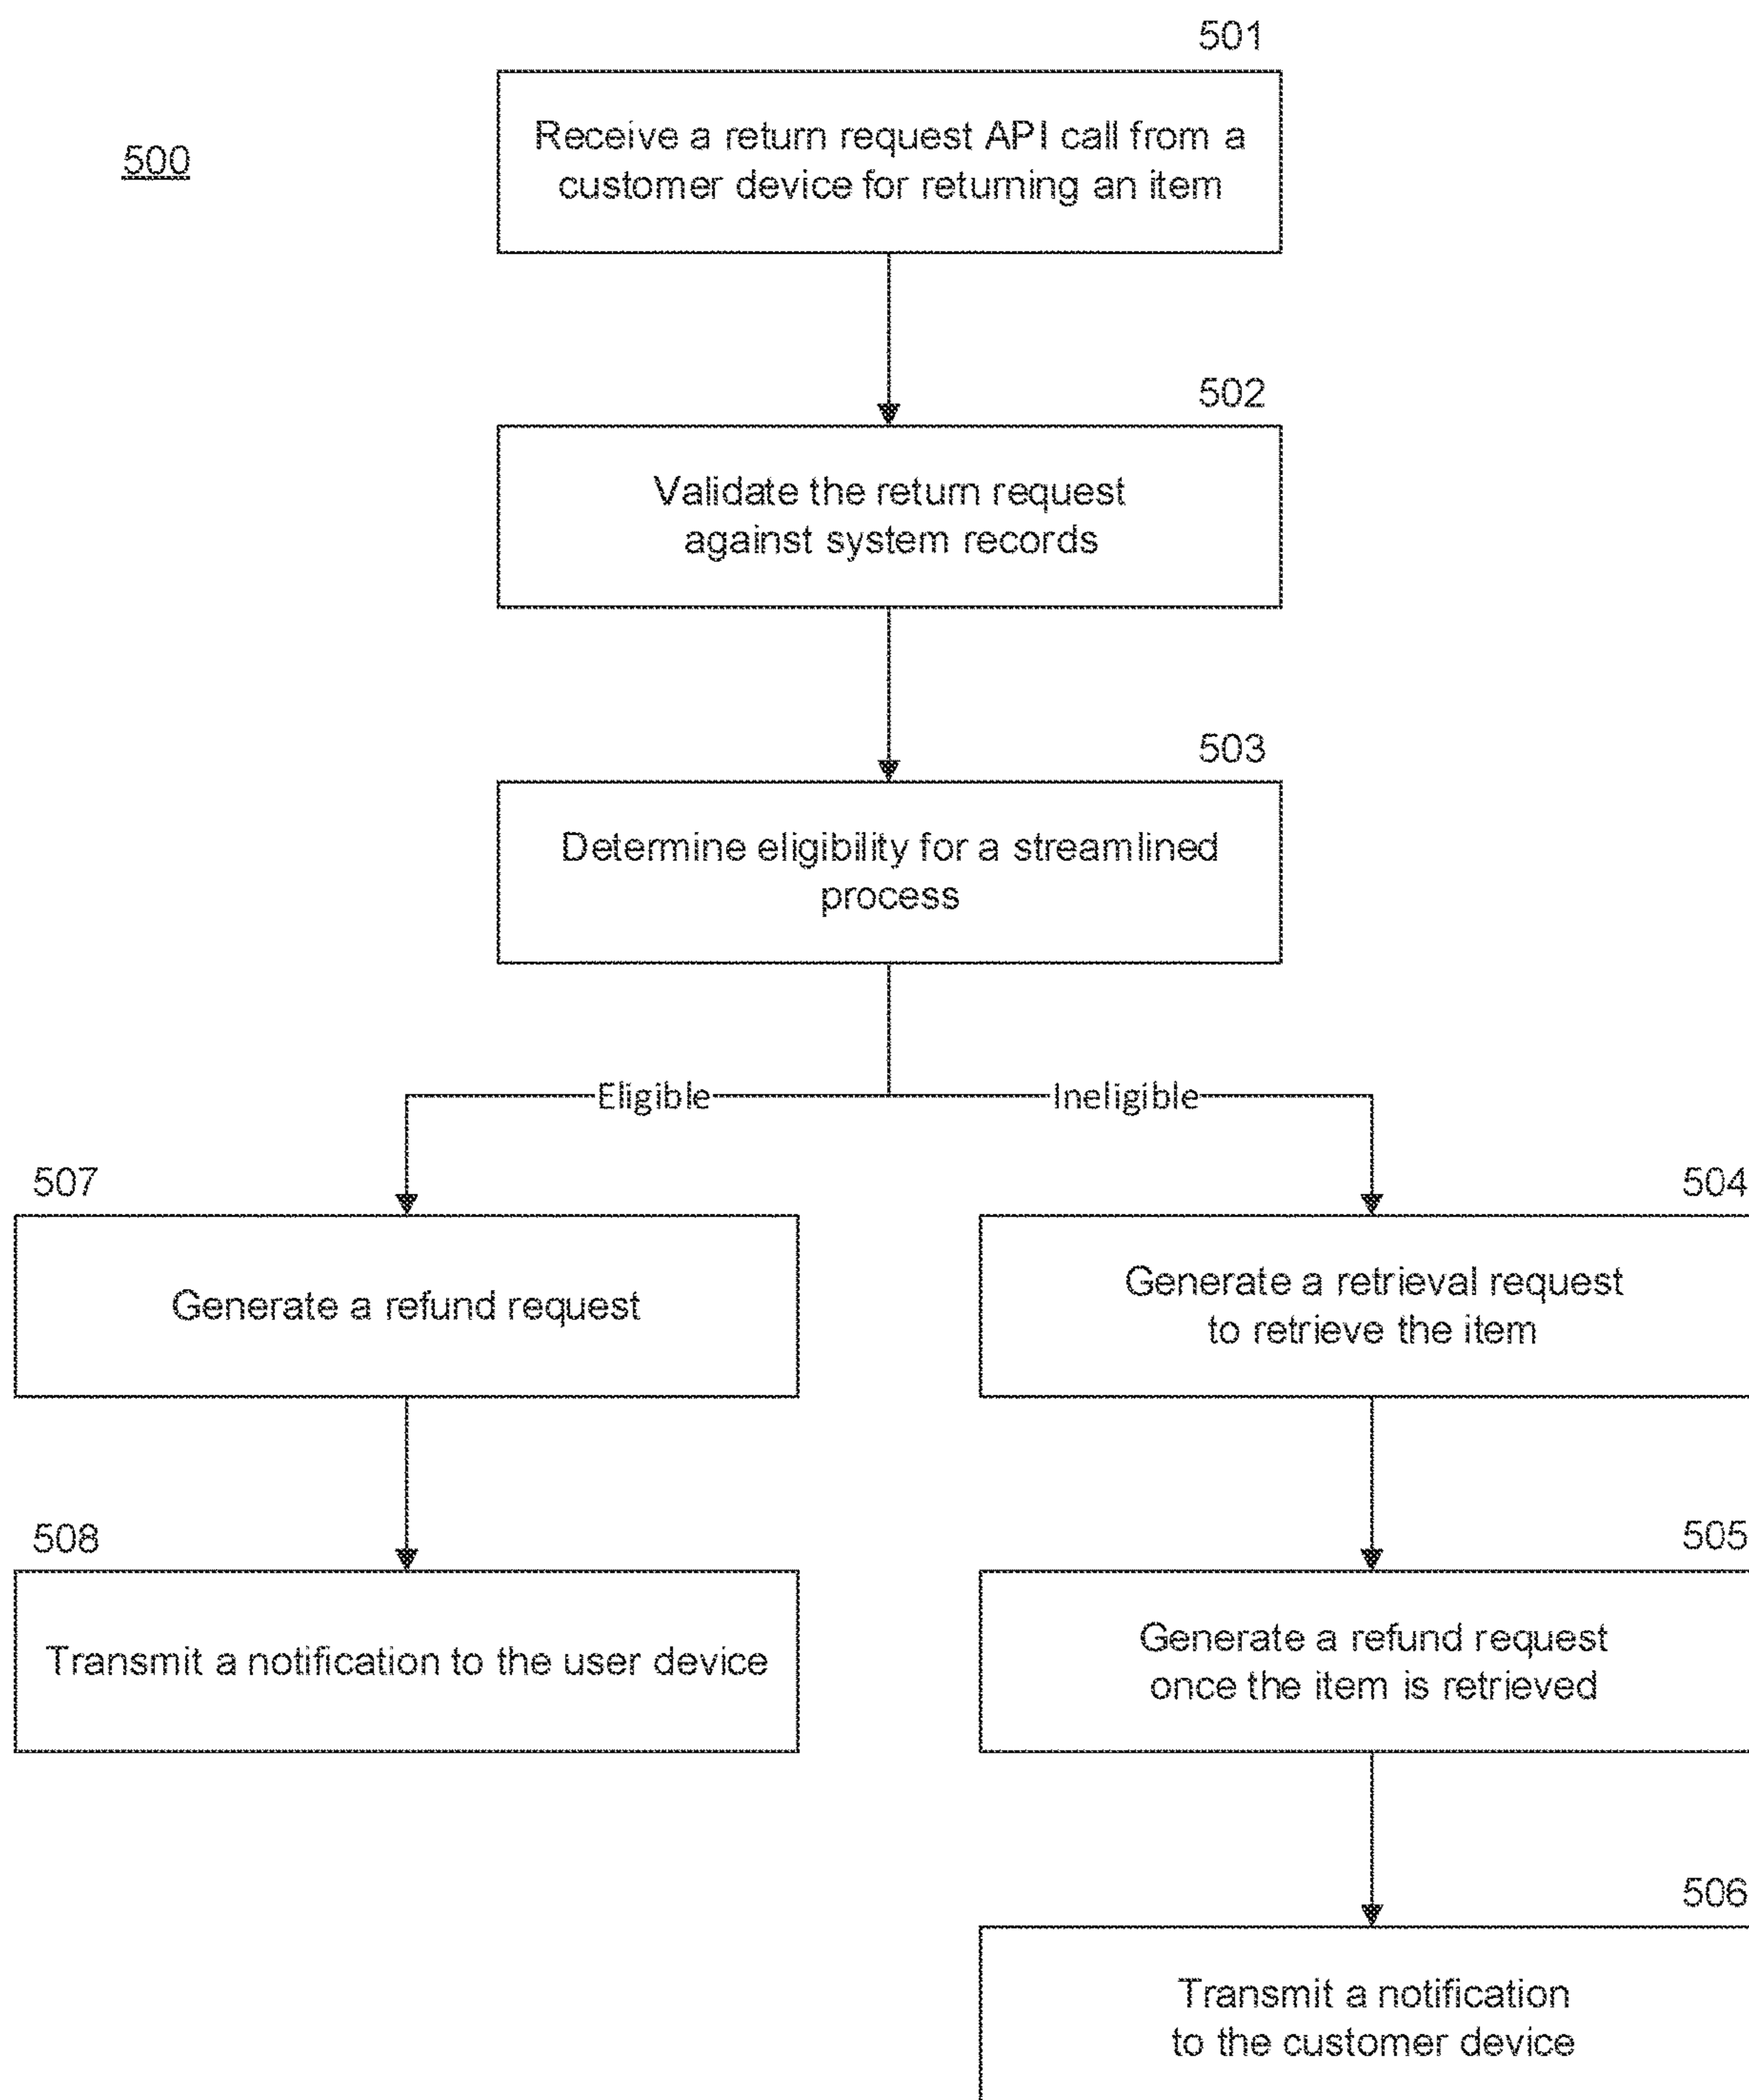 501
500
Receive a return request API call from a
customer device for returning an item
502
Validate the return request
against system records
503
Determine eligibility for a streamlined
process
Eligible
Ineligible
507
504
Generate a refund request
Generate a retrieval request
to retrieve the item
508
505
Transmit a notification to the user device
Generate a refund request
once the item is retrieved
506
Transmit a notification
to the customer device